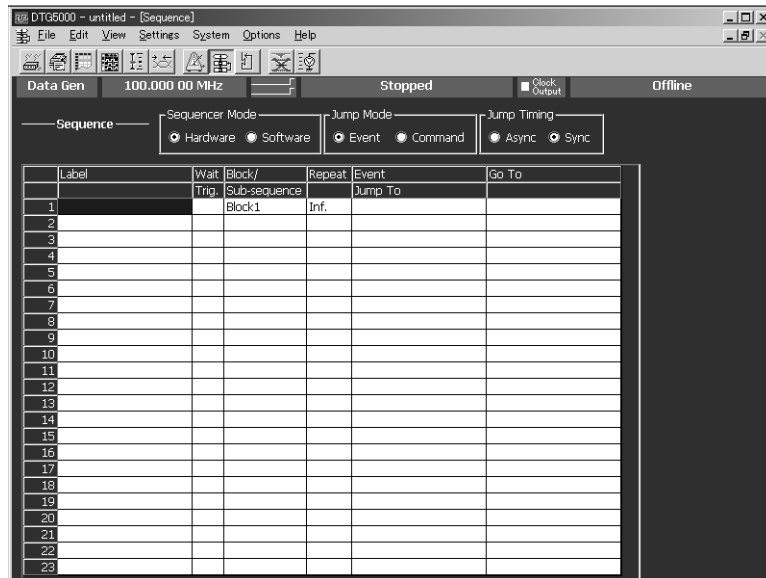 DTG5000 - untitled - [Sequence]
File Edit View Settings System Options Help
Data Gen 100.000 00 MHz Stopped Clock Output Offline
Sequence
Sequencer Mode
Hardware Software
Jump Mode
Event Command
Jump Timing
Async Sync
Label Wait Block/ Repeat Event Go To
Trig. Sub-sequence Jump To
1 Block1 Inf.
2
3
4
5
6
7
8
9
10
11
12
13
14
15
16
17
18
19
20
21
22
23